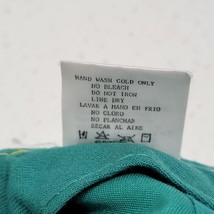 HAND WASH COLD ONLY
NO BLEACH
DO NOT IRON
LINE DRY
LAVAR A MANO EN FRIO
NO CLORO
NO PLANCHAR
SECAR AL AIRE